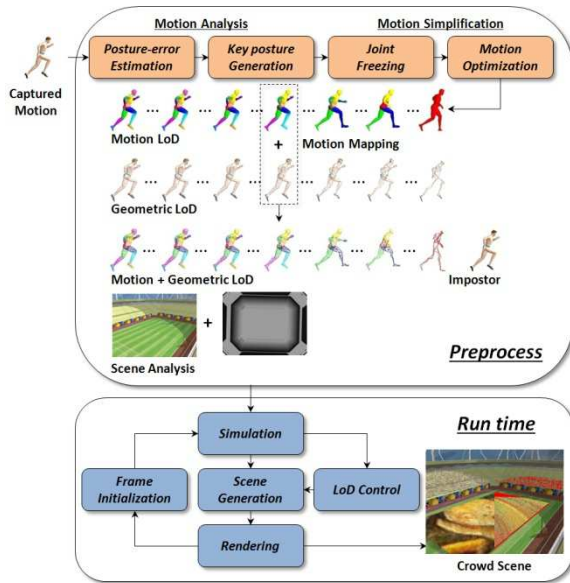 Motion Analysis
Motion Simplification
Posture-error
Estimation
Key posture
Generation
Joint
Freezing
Motion
Optimization
Captured
Motion
... ... ... ... ... ...
Motion LoD
+
Motion Mapping
... ... ... ... ... ...
Geometric LoD
... ... ... ... ... ...
Motion + Geometric LoD
Impostor
+
Scene Analysis
Preprocess
Run time
Simulation
Frame
Initialization
Scene
Generation
LoD Control
Rendering
Crowd Scene